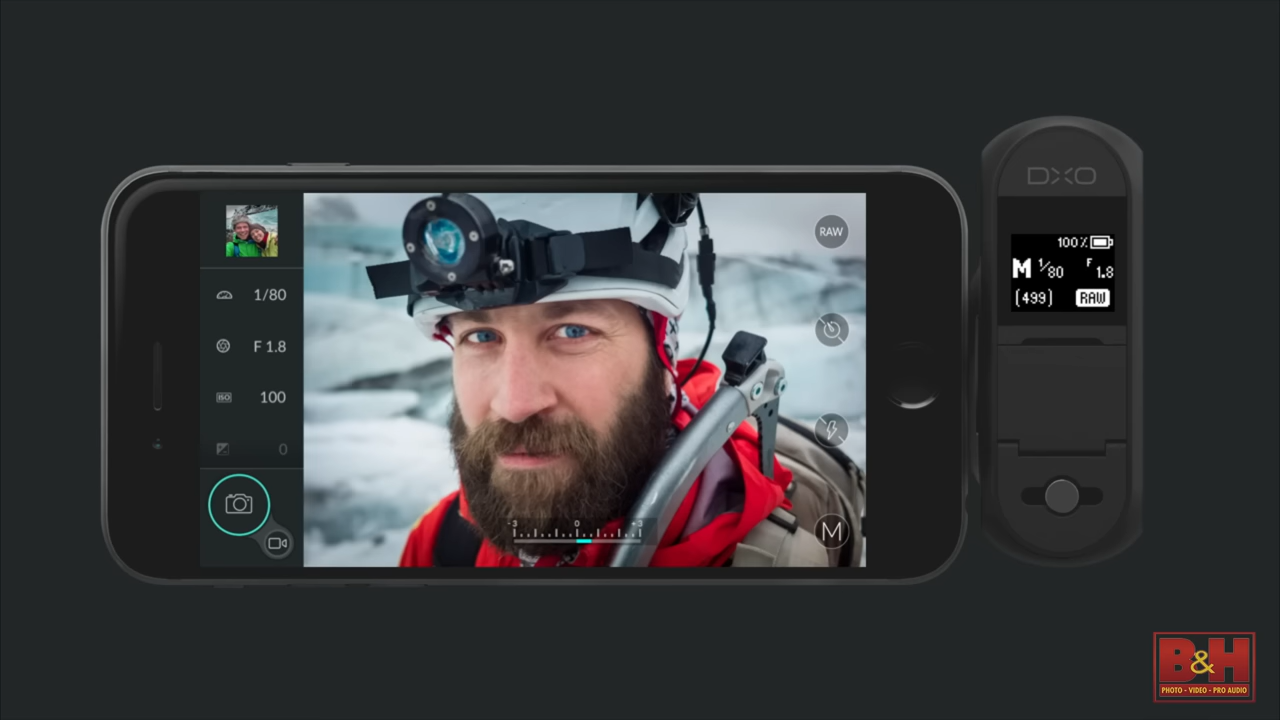 RAW
1/80
F 1.8
ISO 100
0
-3 0 +3
M
DXO
100%
M 1/80 F 1.8
(499) RAW
B&H
PHOTO - VIDEO - PRO AUDIO